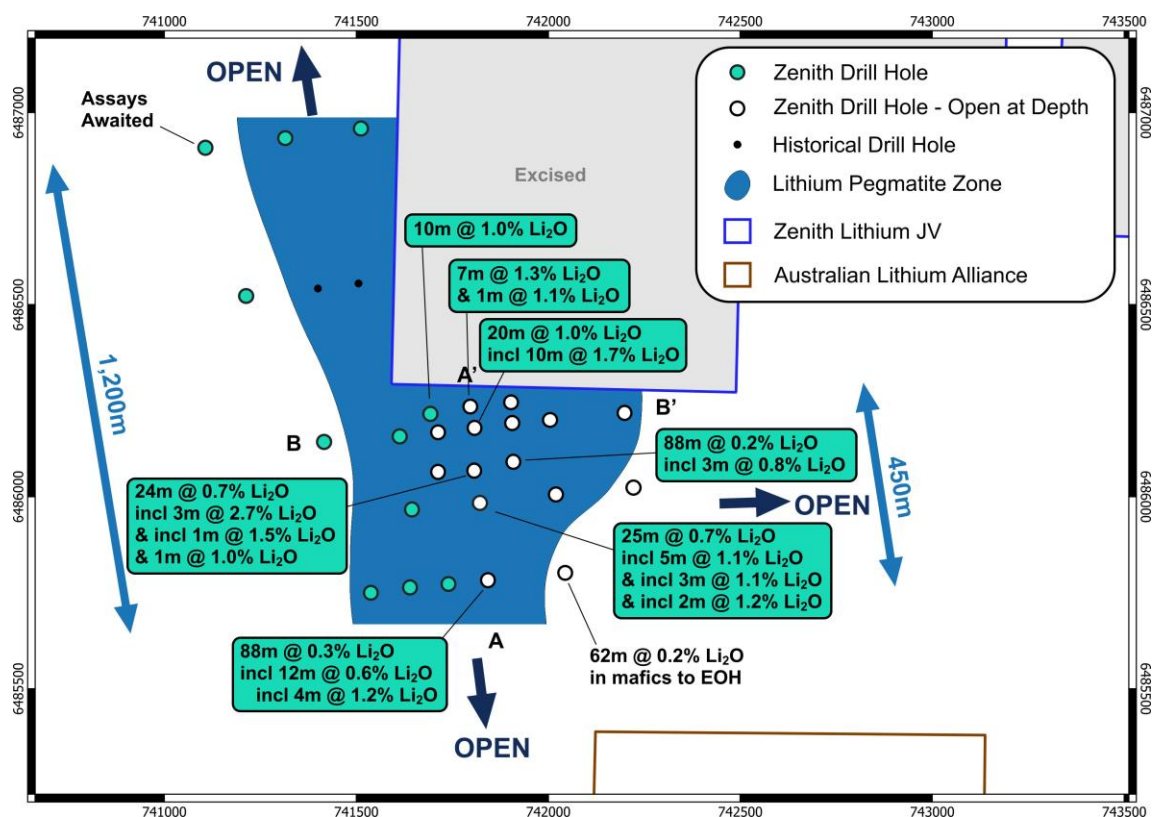 741000 741500 742000 742500 743000 743500
6487000
6486500
6486000
6485500
OPEN
Assays
Awaited
Excised
Zenith Drill Hole
Zenith Drill Hole - Open at Depth
Historical Drill Hole
Lithium Pegmatite Zone
Zenith Lithium JV
Australian Lithium Alliance
6487000
6486500
6486000
6485500
1,200m
10m @ 1.0% Li₂O
7m @ 1.3% Li₂O
& 1m @ 1.1% Li₂O
20m @ 1.0% Li₂O
incl 10m @ 1.7% Li₂O
A'
B
B'
88m @ 0.2% Li₂O
incl 3m @ 0.8% Li₂O
450m
OPEN
24m @ 0.7% Li₂O
incl 3m @ 2.7% Li₂O
& incl 1m @ 1.5% Li₂O
& 1m @ 1.0% Li₂O
25m @ 0.7% Li₂O
incl 5m @ 1.1% Li₂O
& incl 3m @ 1.1% Li₂O
& incl 2m @ 1.2% Li₂O
88m @ 0.3% Li₂O
incl 12m @ 0.6% Li₂O
incl 4m @ 1.2% Li₂O
A
62m @ 0.2% Li₂O
in mafics to EOH
OPEN
741000 741500 742000 742500 743000 743500